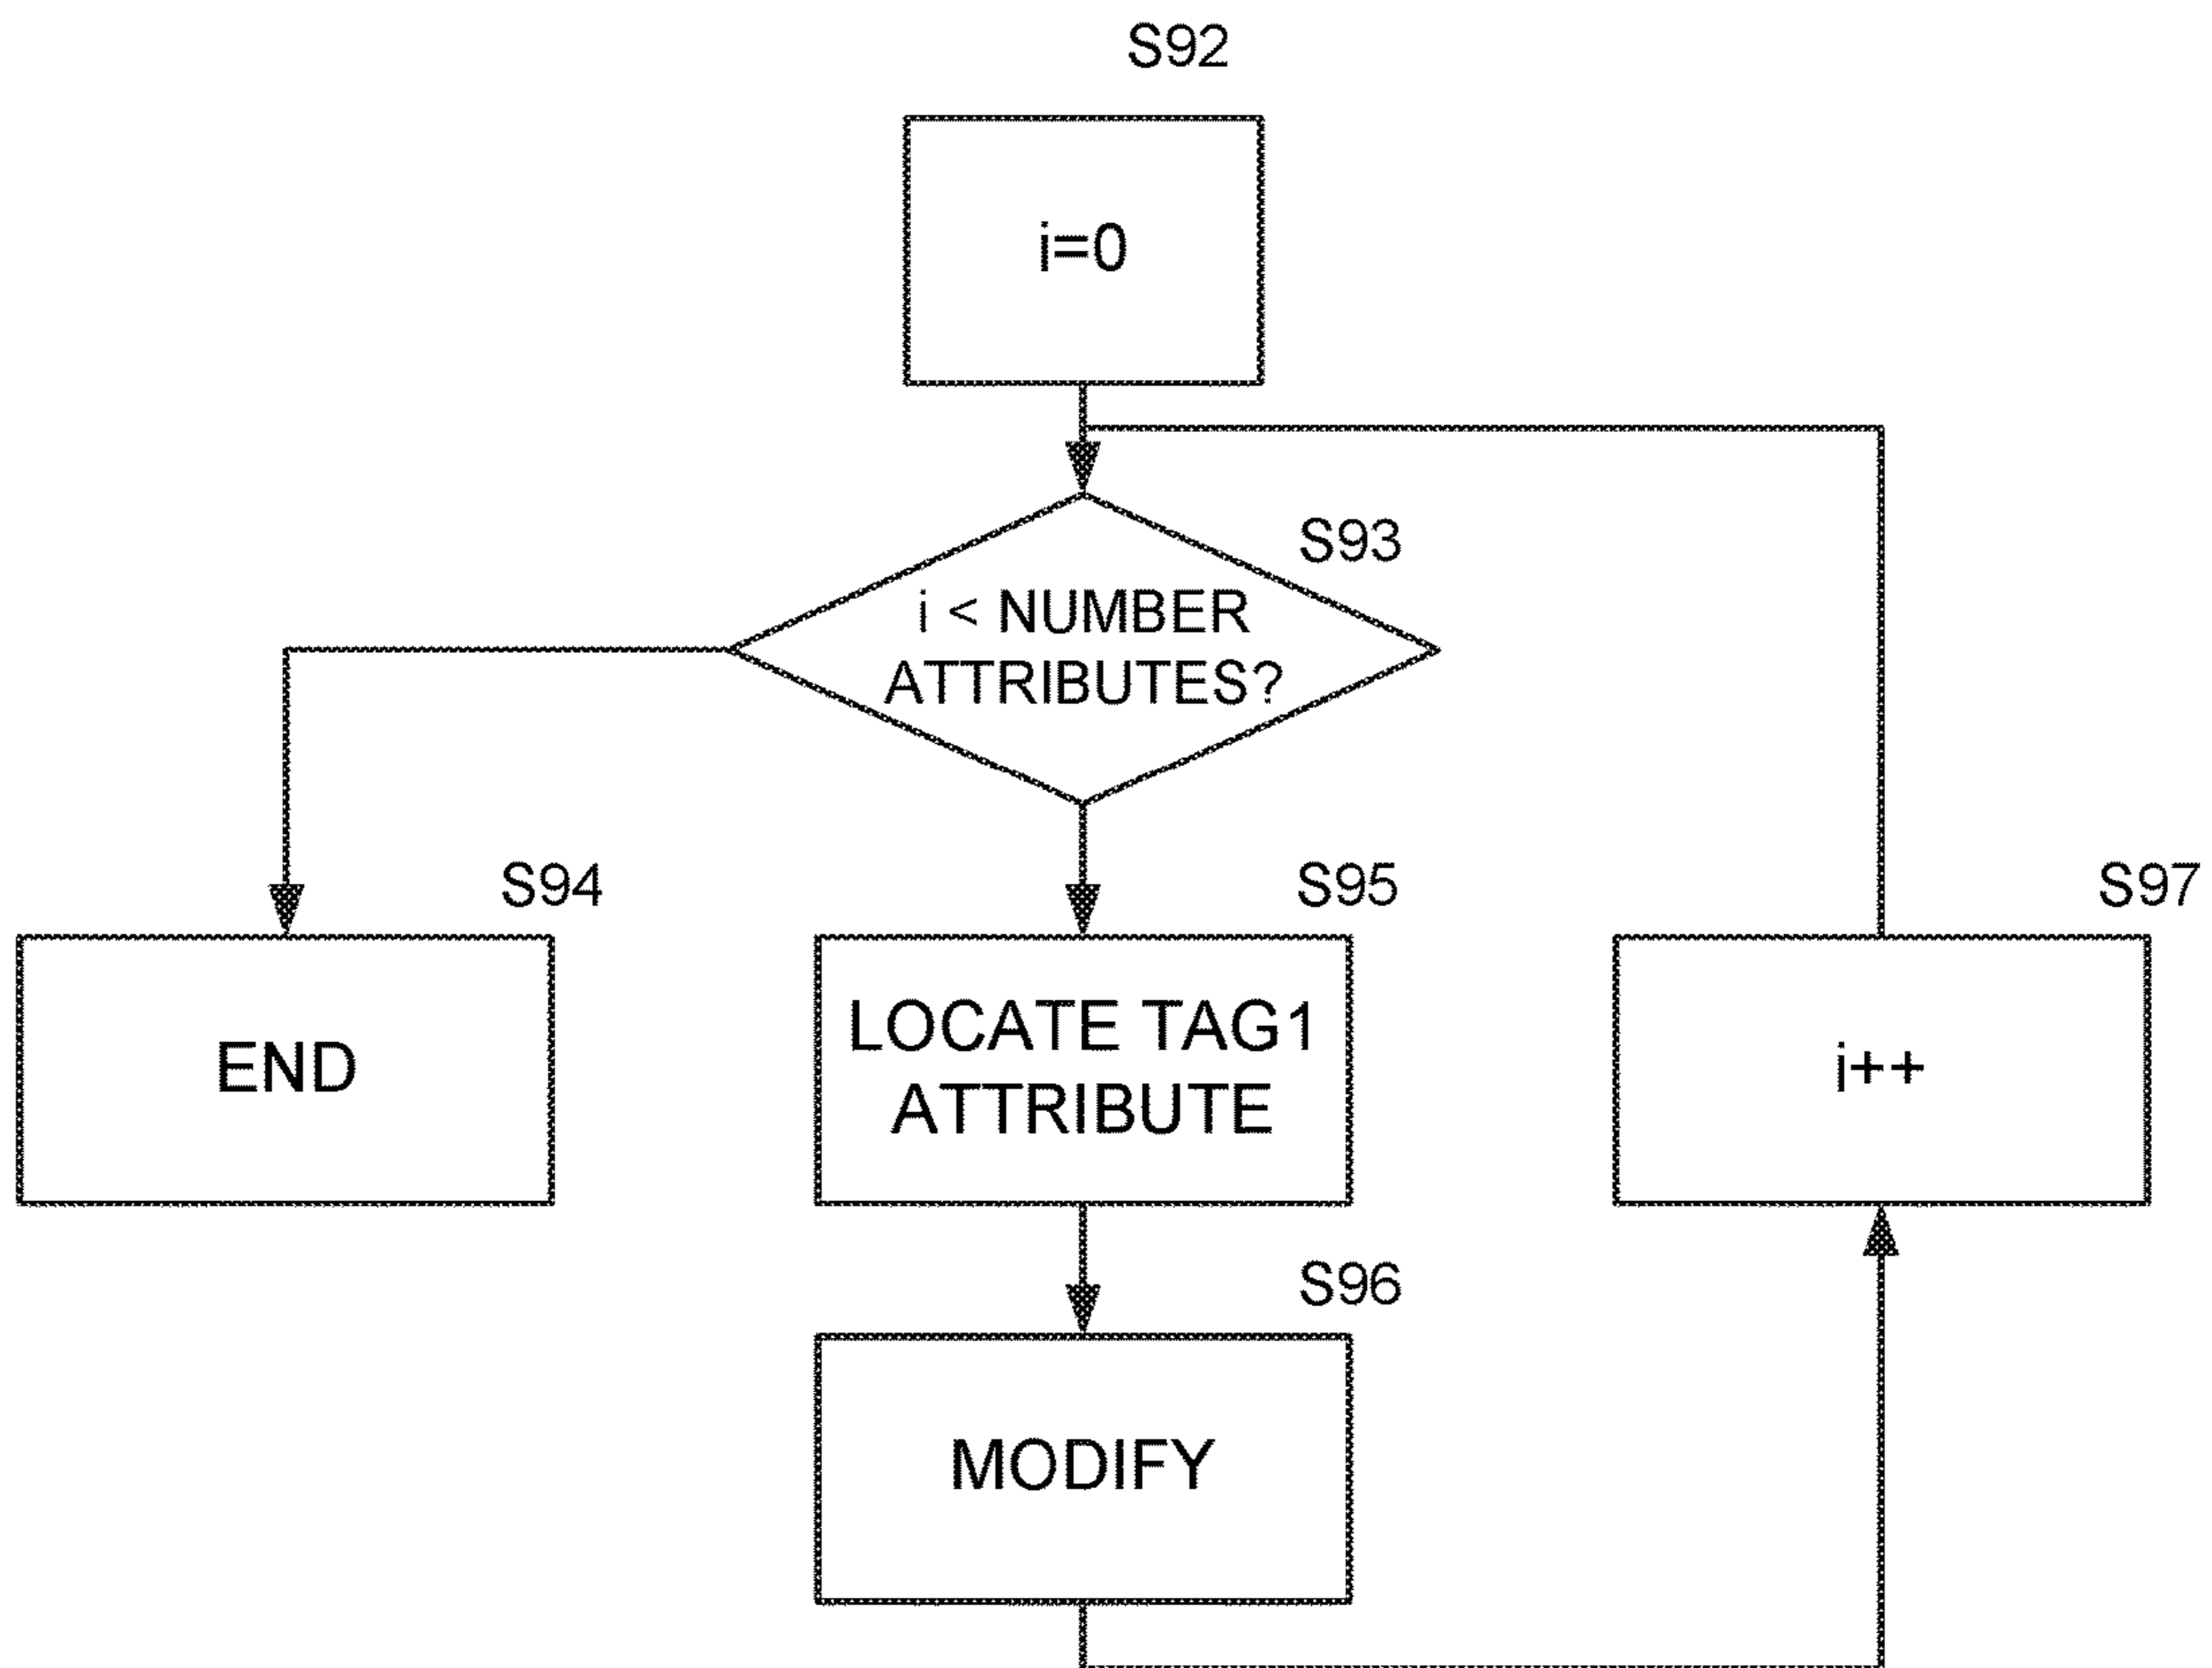 S92
i=0
S93
i < NUMBER
ATTRIBUTES?
S94
S95
S97
END
LOCATE TAG1
ATTRIBUTE
i++
S96
MODIFY